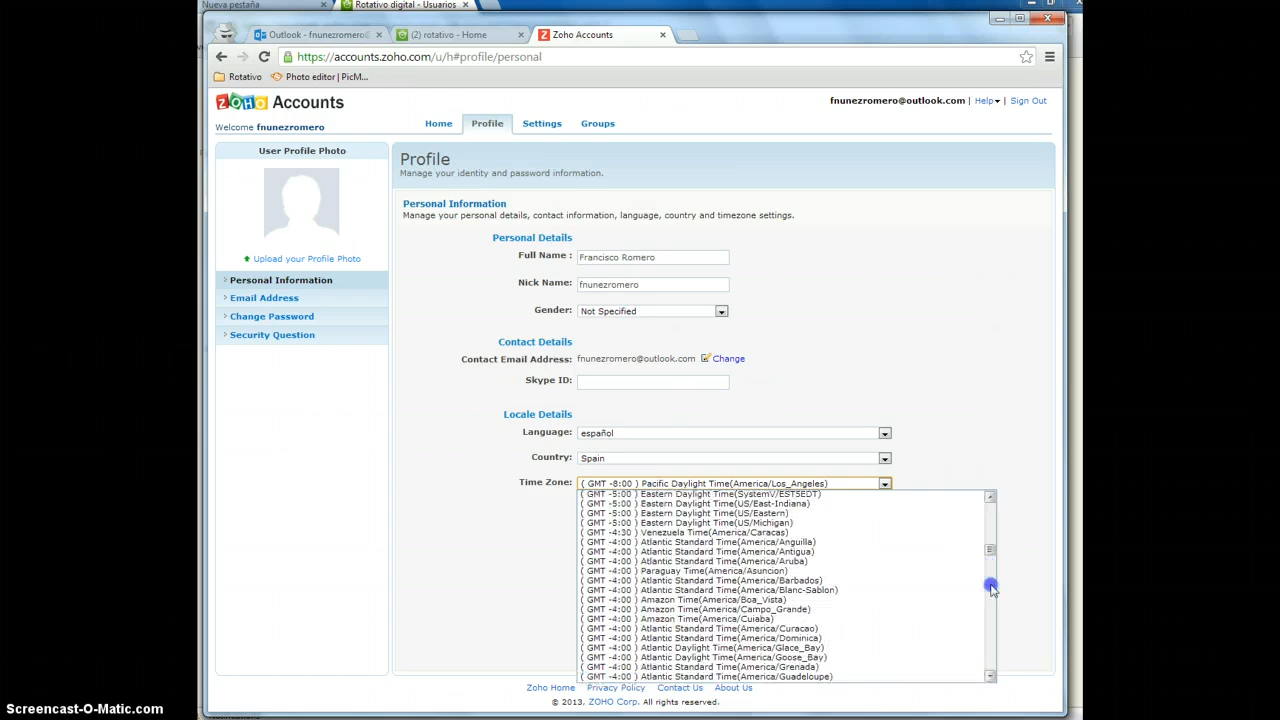 Nueva pestaña
Rotativo digital - Usuarios
Outlook - fnunezromero@
(2) rotativo - Home
Zoho Accounts
https://accounts.zoho.com/u/h#profile/personal
Rotativo
Photo editor | PicM...
ZOHO Accounts
fnunezromero@outlook.com | Help | Sign Out
Welcome fnunezromero
Home
Profile
Settings
Groups
User Profile Photo
Upload your Profile Photo
Personal Information
Email Address
Change Password
Security Question
Profile
Manage your identity and password information.
Personal Information
Manage your personal details, contact information, language, country and timezone settings.
Personal Details
Full Name : Francisco Romero
Nick Name: fnunezromero
Gender: Not Specified
Contact Details
Contact Email Address: fnunezromero@outlook.com Change
Skype ID:
Locale Details
Language: español
Country: Spain
Time Zone: ( GMT -8:00 ) Pacific Daylight Time(America/Los_Angeles)
( GMT -5:00 ) Eastern Daylight Time(SystemV/EST5EDT)
( GMT -5:00 ) Eastern Daylight Time(US/East-Indiana)
( GMT -5:00 ) Eastern Daylight Time(US/Eastern)
( GMT -5:00 ) Eastern Daylight Time(US/Michigan)
( GMT -4:30 ) Venezuela Time(America/Caracas)
( GMT -4:00 ) Atlantic Standard Time(America/Anguilla)
( GMT -4:00 ) Atlantic Standard Time(America/Antigua)
( GMT -4:00 ) Atlantic Standard Time(America/Aruba)
( GMT -4:00 ) Paraguay Time(America/Asuncion)
( GMT -4:00 ) Atlantic Standard Time(America/Barbados)
( GMT -4:00 ) Atlantic Standard Time(America/Blanc-Sablon)
( GMT -4:00 ) Amazon Time(America/Boa_Vista)
( GMT -4:00 ) Amazon Time(America/Campo_Grande)
( GMT -4:00 ) Amazon Time(America/Cuiaba)
( GMT -4:00 ) Atlantic Standard Time(America/Curacao)
( GMT -4:00 ) Atlantic Standard Time(America/Dominica)
( GMT -4:00 ) Atlantic Daylight Time(America/Glace_Bay)
( GMT -4:00 ) Atlantic Daylight Time(America/Goose_Bay)
( GMT -4:00 ) Atlantic Standard Time(America/Grenada)
( GMT -4:00 ) Atlantic Standard Time(America/Guadeloupe)
Zoho Home
Privacy Policy
Contact Us
About Us
© 2013, ZOHO Corp. All rights reserved.
Screencast-O-Matic.com